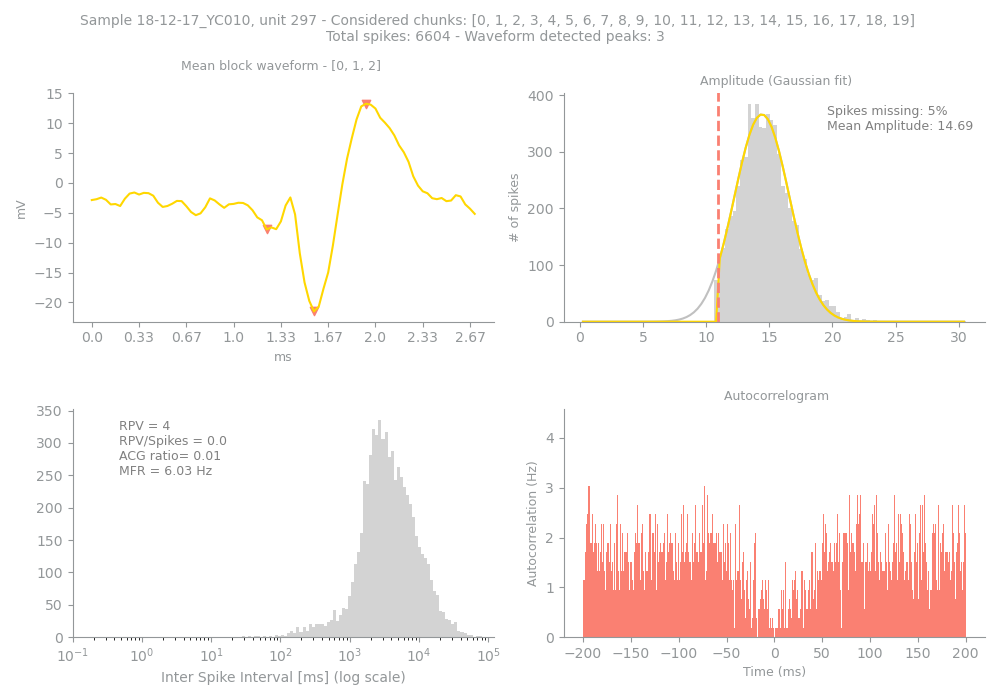 Sample 18-12-17_YC010, unit 297 - Considered chunks: [0, 1, 2, 3, 4, 5, 6, 7, 8, 9, 10, 11, 12, 13, 14, 15, 16, 17, 18, 19]
Total spikes: 6604 - Waveform detected peaks: 3
Mean block waveform - [0, 1, 2]
15
10
5
0
−5
−10
−15
−20
mV
0.0 0.33 0.67 1.0 1.33 1.67 2.0 2.33 2.67
ms
Amplitude (Gaussian fit)
Spikes missing: 5%
Mean Amplitude: 14.69
400
300
200
100
0
# of spikes
0 5 10 15 20 25 30
RPV = 4
RPV/Spikes = 0.0
ACG ratio= 0.01
MFR = 6.03 Hz
350
300
250
200
150
100
50
0
10⁻¹ 10⁰ 10¹ 10² 10³ 10⁴ 10⁵
Inter Spike Interval [ms] (log scale)
Autocorrelogram
4
3
2
1
0
Autocorrelation (Hz)
−200 −150 −100 −50 0 50 100 150 200
Time (ms)